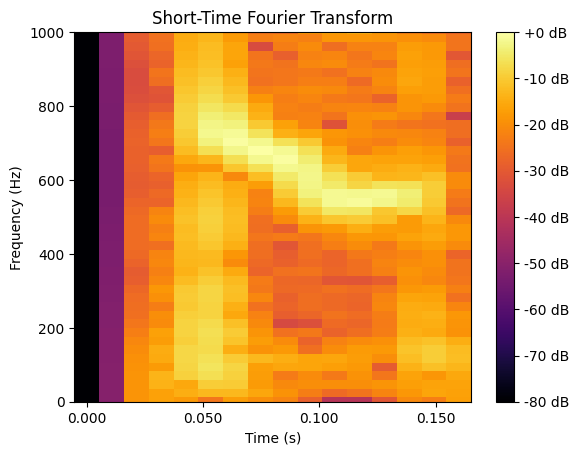 Short-Time Fourier Transform
1000
800
600
400
200
0
Frequency (Hz)
0.000
0.050
0.100
0.150
Time (s)
+0 dB
-10 dB
-20 dB
-30 dB
-40 dB
-50 dB
-60 dB
-70 dB
-80 dB